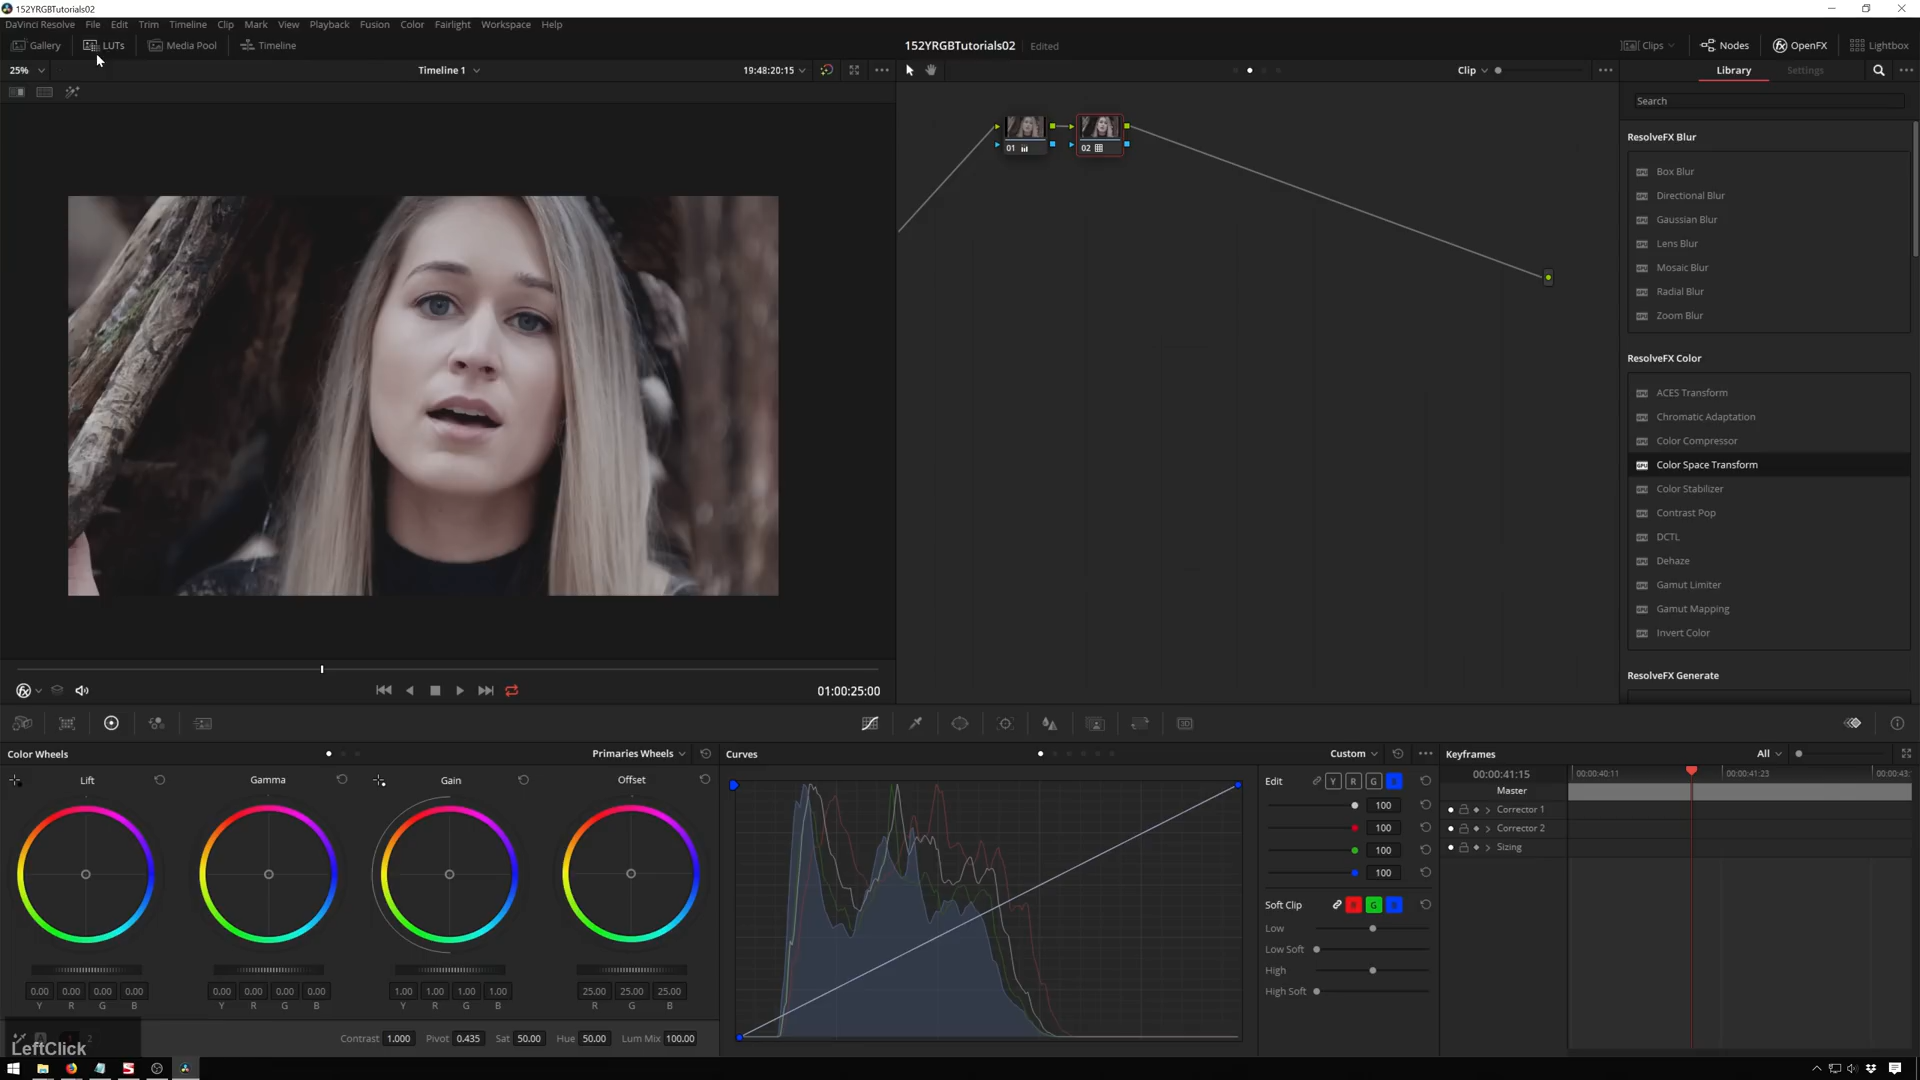 152YRGBTutorials02
DaVinci Resolve File Edit Trim Timeline Clip Mark View Playback Fusion Color Fairlight Workspace Help
Gallery LUTs Media Pool Timeline 152YRGBTutorials02 Edited Clips Nodes OpenFX Lightbox
25% Timeline 1 19:48:20:15 Clip Library Settings
Search
ResolveFX Blur
Box Blur
Directional Blur
Gaussian Blur
Lens Blur
Mosaic Blur
Radial Blur
Zoom Blur
ResolveFX Color
ACES Transform
Chromatic Adaptation
Color Compressor
Color Space Transform
Color Stabilizer
Contrast Pop
DCTL
Dehaze
Gamut Limiter
Gamut Mapping
Invert Color
ResolveFX Generate
01 02
01:00:25:00
Color Wheels Primaries Wheels
Lift Gamma Gain Offset
0.00 0.00 0.00 0.00 0.00 0.00 0.00 0.00 1.00 1.00 1.00 1.00 25.00 25.00 25.00
Y R G B Y R G B Y R G B R G B
2 Contrast 1.000 Pivot 0.435 Sat 50.00 Hue 50.00 Lum Mix 100.00
LeftClick
Curves Custom
Edit Y R G B
100
100
100
100
Soft Clip R G B
Low
Low Soft
High
High Soft
Keyframes All
00:00:41:15 00:00:40:11 00:00:41:23 00:00:43:
Master
Corrector 1
Corrector 2
Sizing